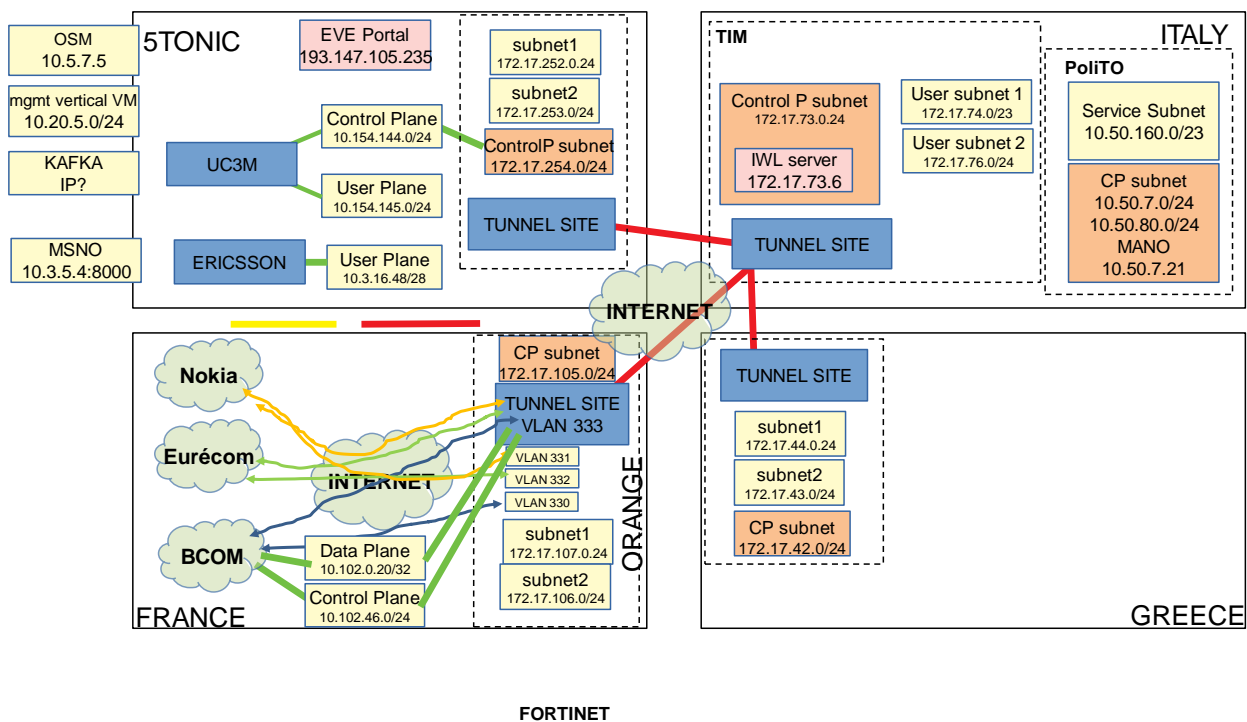 OSM
10.5.7.5
mgmt vertical VM
10.20.5.0/24
KAFKA
IP?
MSNO
10.3.5.4:8000
5TONIC
EVE Portal
193.147.105.235
UC3M
Control Plane
10.154.144.0/24
User Plane
10.154.145.0/24
ERICSSON
User Plane
10.3.16.48/28
subnet1
172.17.252.0.24
subnet2
172.17.253.0/24
ControlP subnet
172.17.254.0/24
TUNNEL SITE
INTERNET
ITALY
TIM
Control P subnet
172.17.73.0.24
IWL server
172.17.73.6
User subnet 1
172.17.74.0/23
User subnet 2
172.17.76.0/24
TUNNEL SITE
PoliTO
Service Subnet
10.50.160.0/23
CP subnet
10.50.7.0/24
10.50.80.0/24
MANO
10.50.7.21
FRANCE
Nokia
Eurécom
BCOM
INTERNET
Data Plane
10.102.0.20/32
Control Plane
10.102.46.0/24
ORANGE
CP subnet
172.17.105.0/24
TUNNEL SITE
VLAN 333
VLAN 331
VLAN 332
VLAN 330
subnet1
172.17.107.0.24
subnet2
172.17.106.0/24
GREECE
TUNNEL SITE
subnet1
172.17.44.0.24
subnet2
172.17.43.0/24
CP subnet
172.17.42.0/24
FORTINET